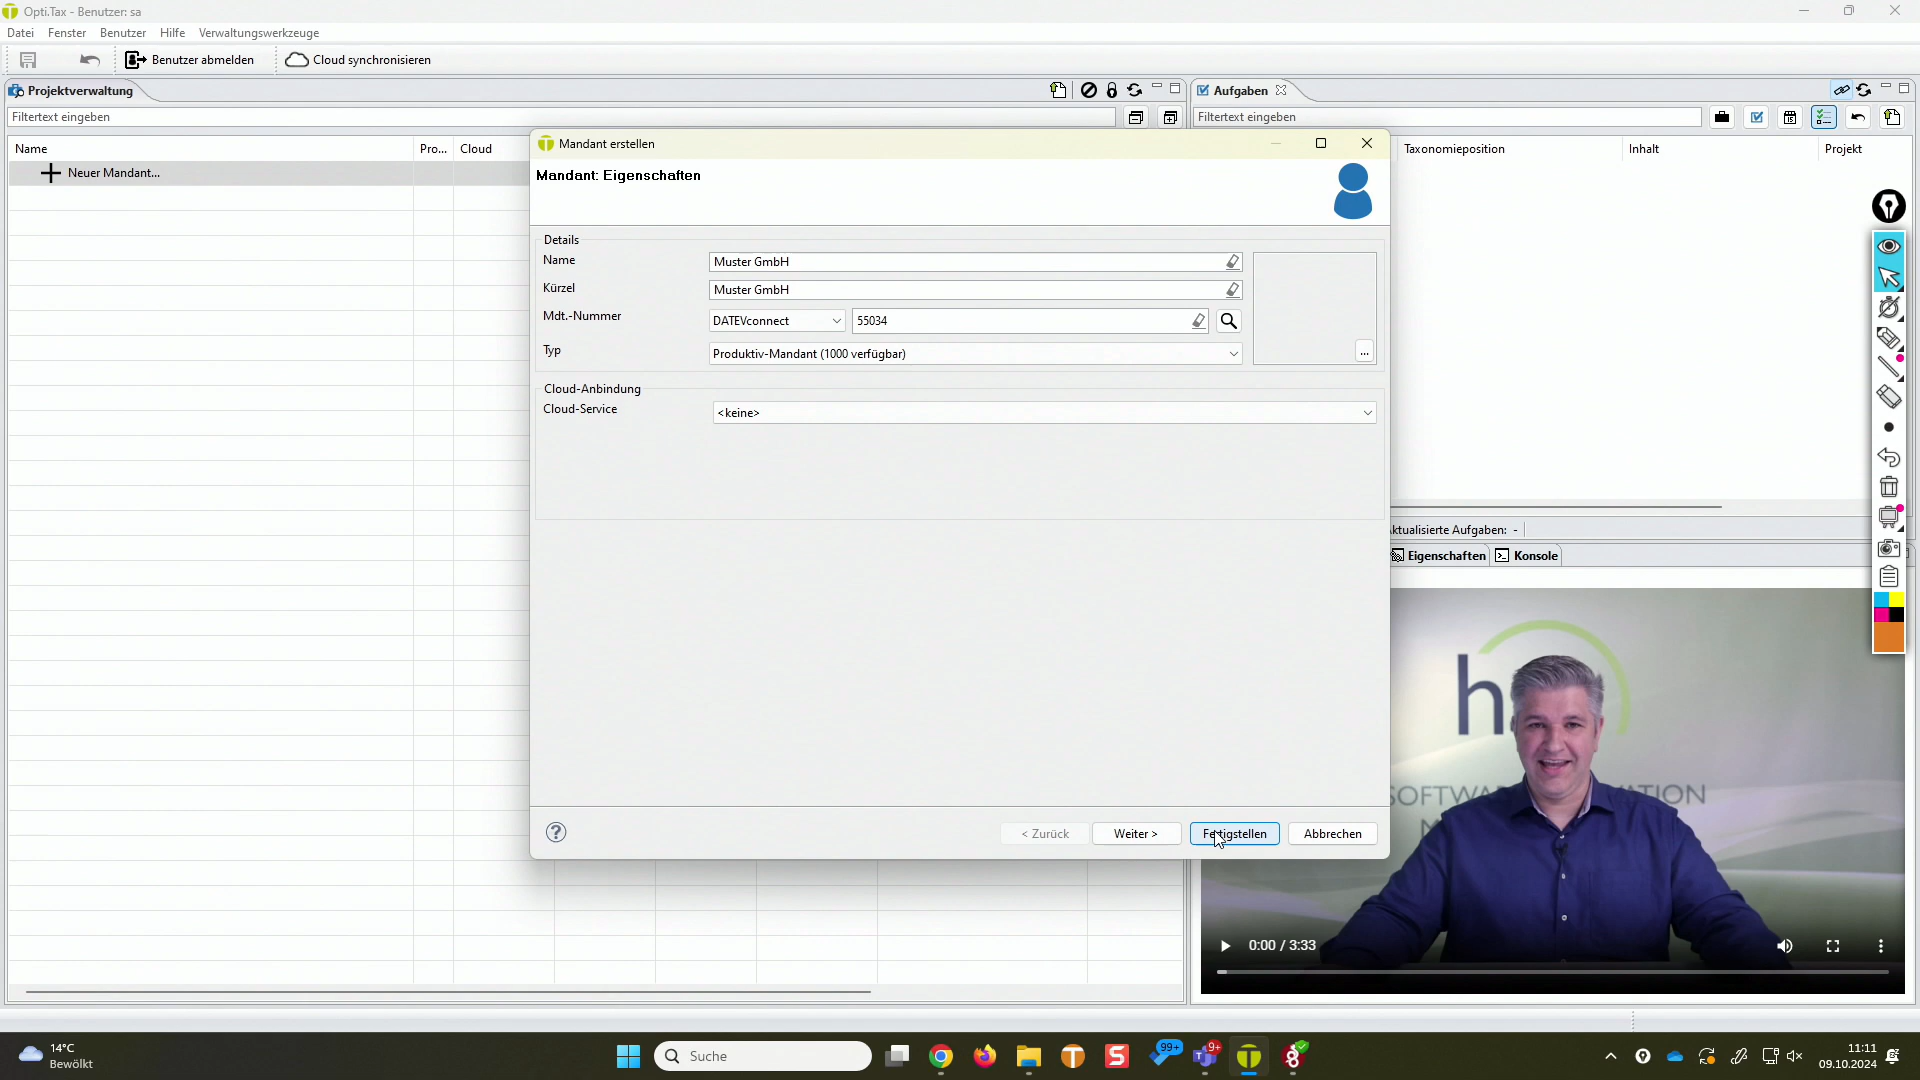 Opti.Tax - Benutzer: sa
Datei Fenster Benutzer Hilfe Verwaltungswerkzeuge
Benutzer abmelden Cloud synchronisieren
Projektverwaltung
Filtertext eingeben
Name Pro... Cloud
Neuer Mandant...
Aufgaben
Filtertext eingeben
Taxonomieposition Inhalt Projekt
Mandant erstellen
Mandant: Eigenschaften
Details
Name Muster GmbH
Kürzel Muster GmbH
Mdt.-Nummer DATEVconnect 55034
Typ Produktiv-Mandant (1000 verfügbar)
...
Cloud-Anbindung
Cloud-Service <keine>
< Zurück Weiter > Fertigstellen Abbrechen
Aktualisierte Aufgaben: -
Eigenschaften Konsole
SOFTWA
0:00 / 3:33
14°C
Bewölkt
Suche
99+
9+
11:11
09.10.2024